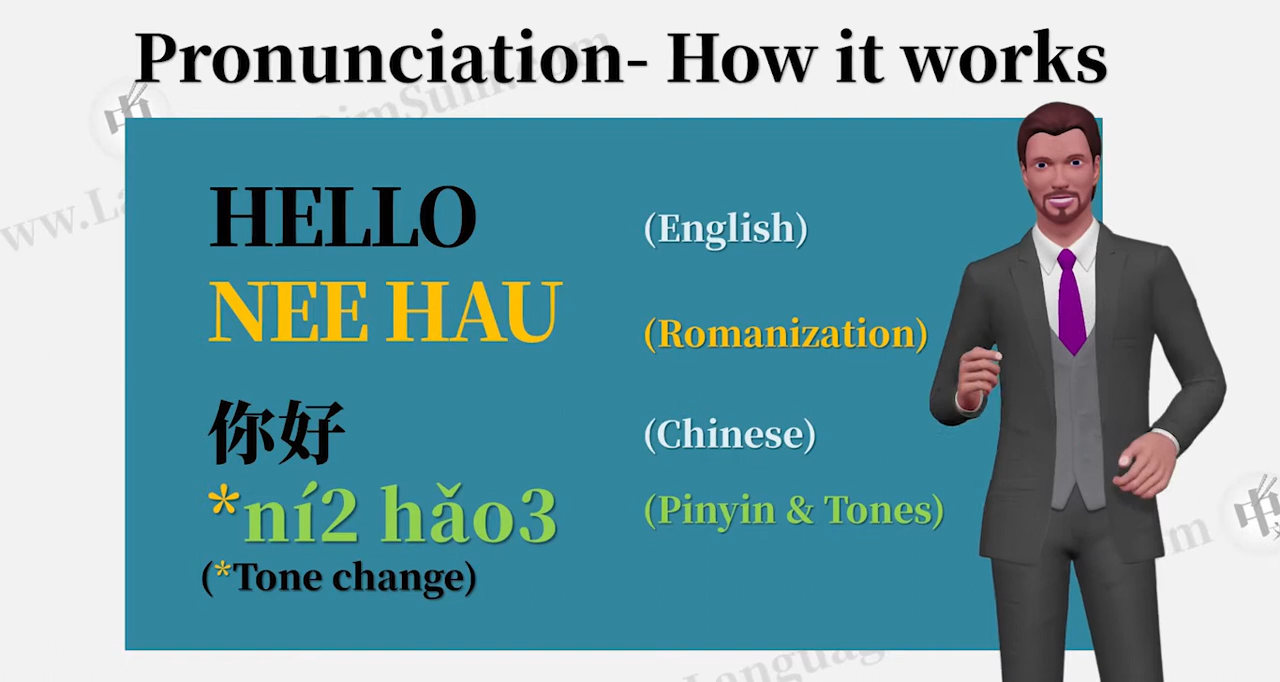 Pronunciation- How it works
HELLO (English)
NEE HAU (Romanization)
你好 (Chinese)
*ní2 hǎo3 (Pinyin & Tones)
(*Tone change)